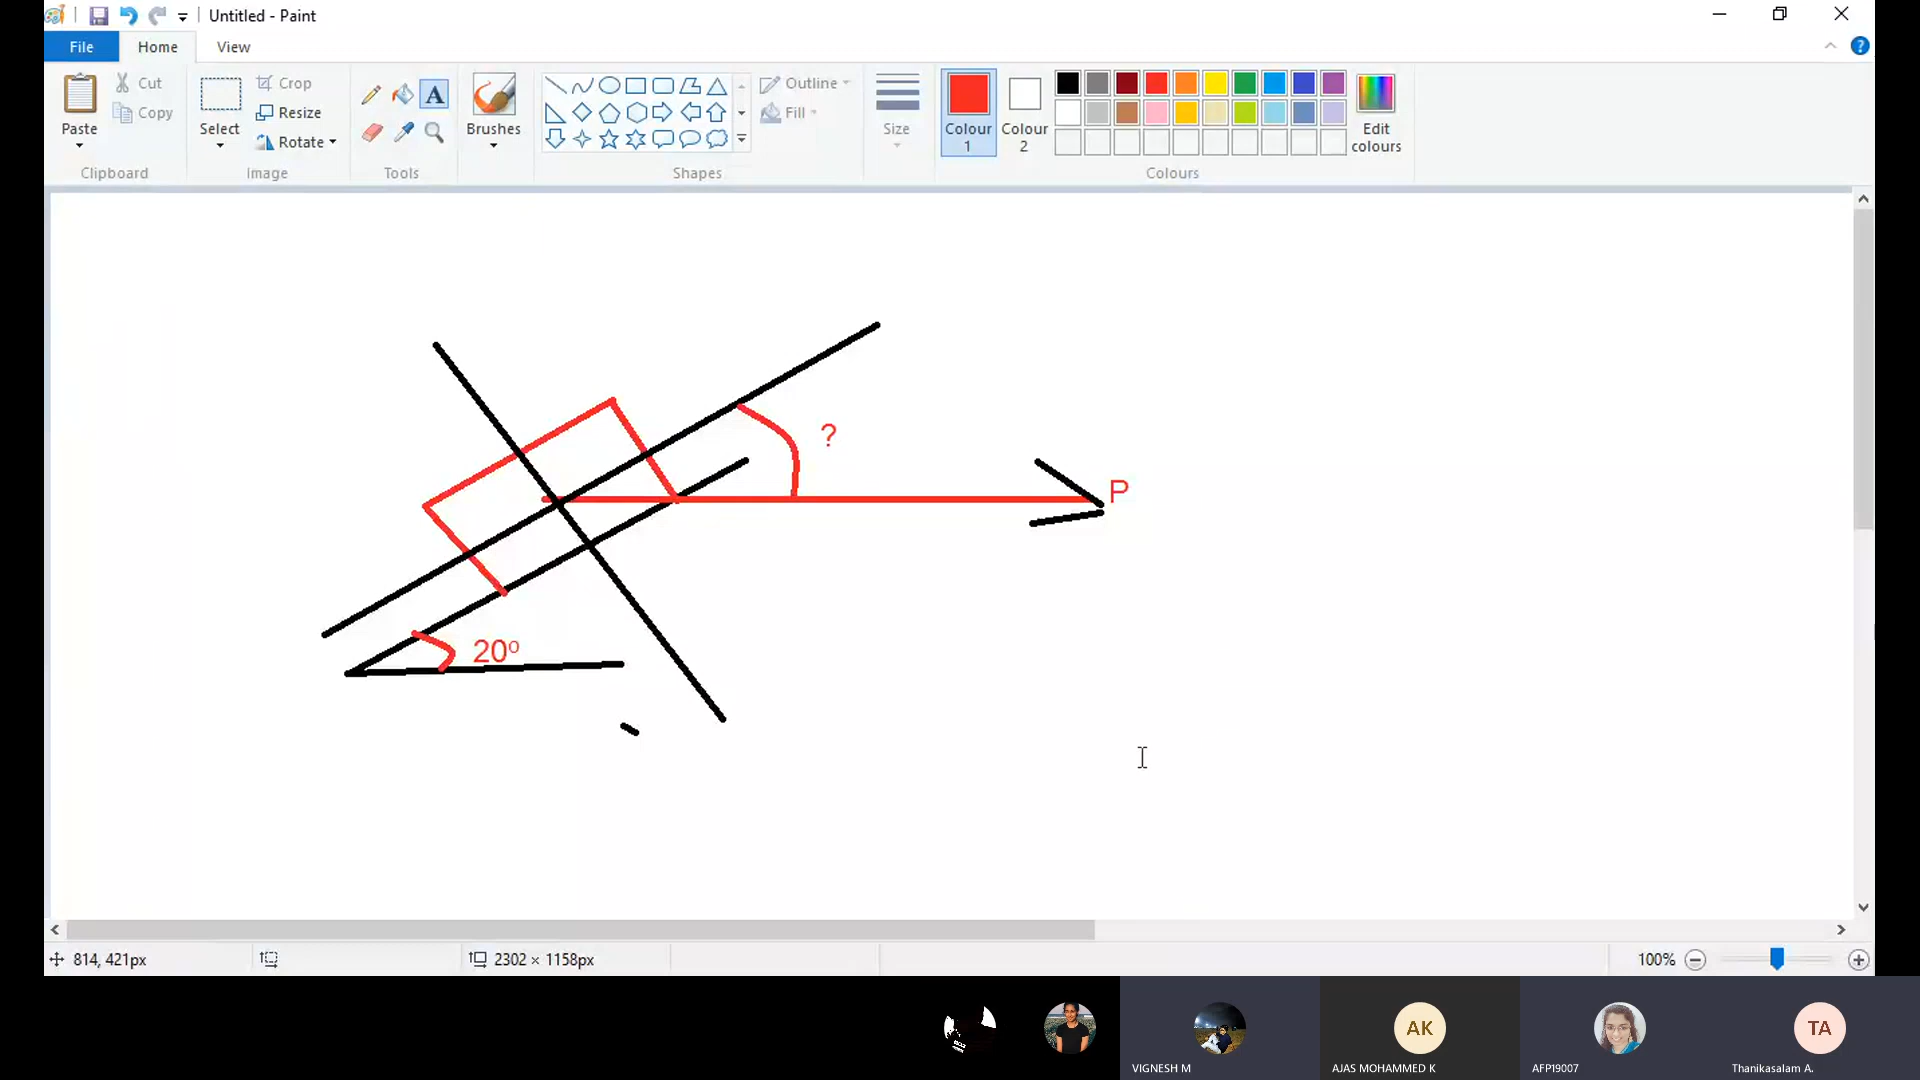 Untitled - Paint
File Home View
Paste
Cut
Copy
Clipboard
Select
Crop
Resize
Rotate
Image
A
Tools
Brushes
Outline
Fill
Shapes
Size
Colour 1
Colour 2
Edit colours
Colours
?
P
20º
814, 421px
2302 × 1158px
100%
VIGNESH M
AK
AJAS MOHAMMED K
AFP19007
TA
Thanikasalam A.